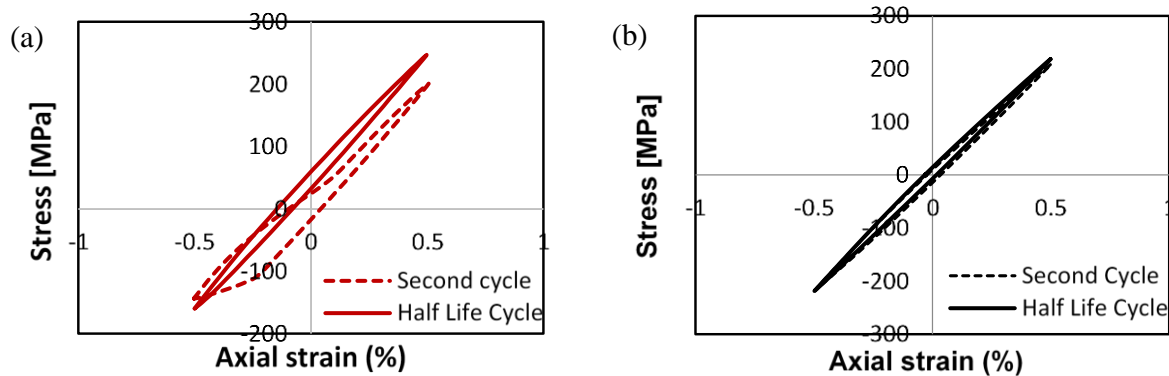 (a)
Stress [MPa]
300
200
100
0
-100
-200
-1
-0.5
0
0.5
1
Second cycle
Half Life Cycle
Axial strain (%)
(b)
Stress [MPa]
300
200
100
0
-100
-200
-300
-1
-0.5
0
0.5
1
Second Cycle
Half Life Cycle
Axial strain (%)